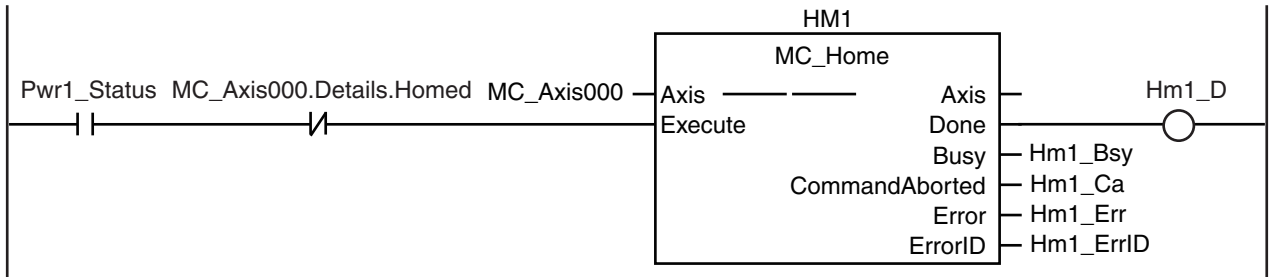 HM1
MC_Home
Pwr1_Status MC_Axis000.Details.Homed MC_Axis000 Axis Axis Hm1_D
Execute Done
Busy Hm1_Bsy
CommandAborted Hm1_Ca
Error Hm1_Err
ErrorID Hm1_ErrID